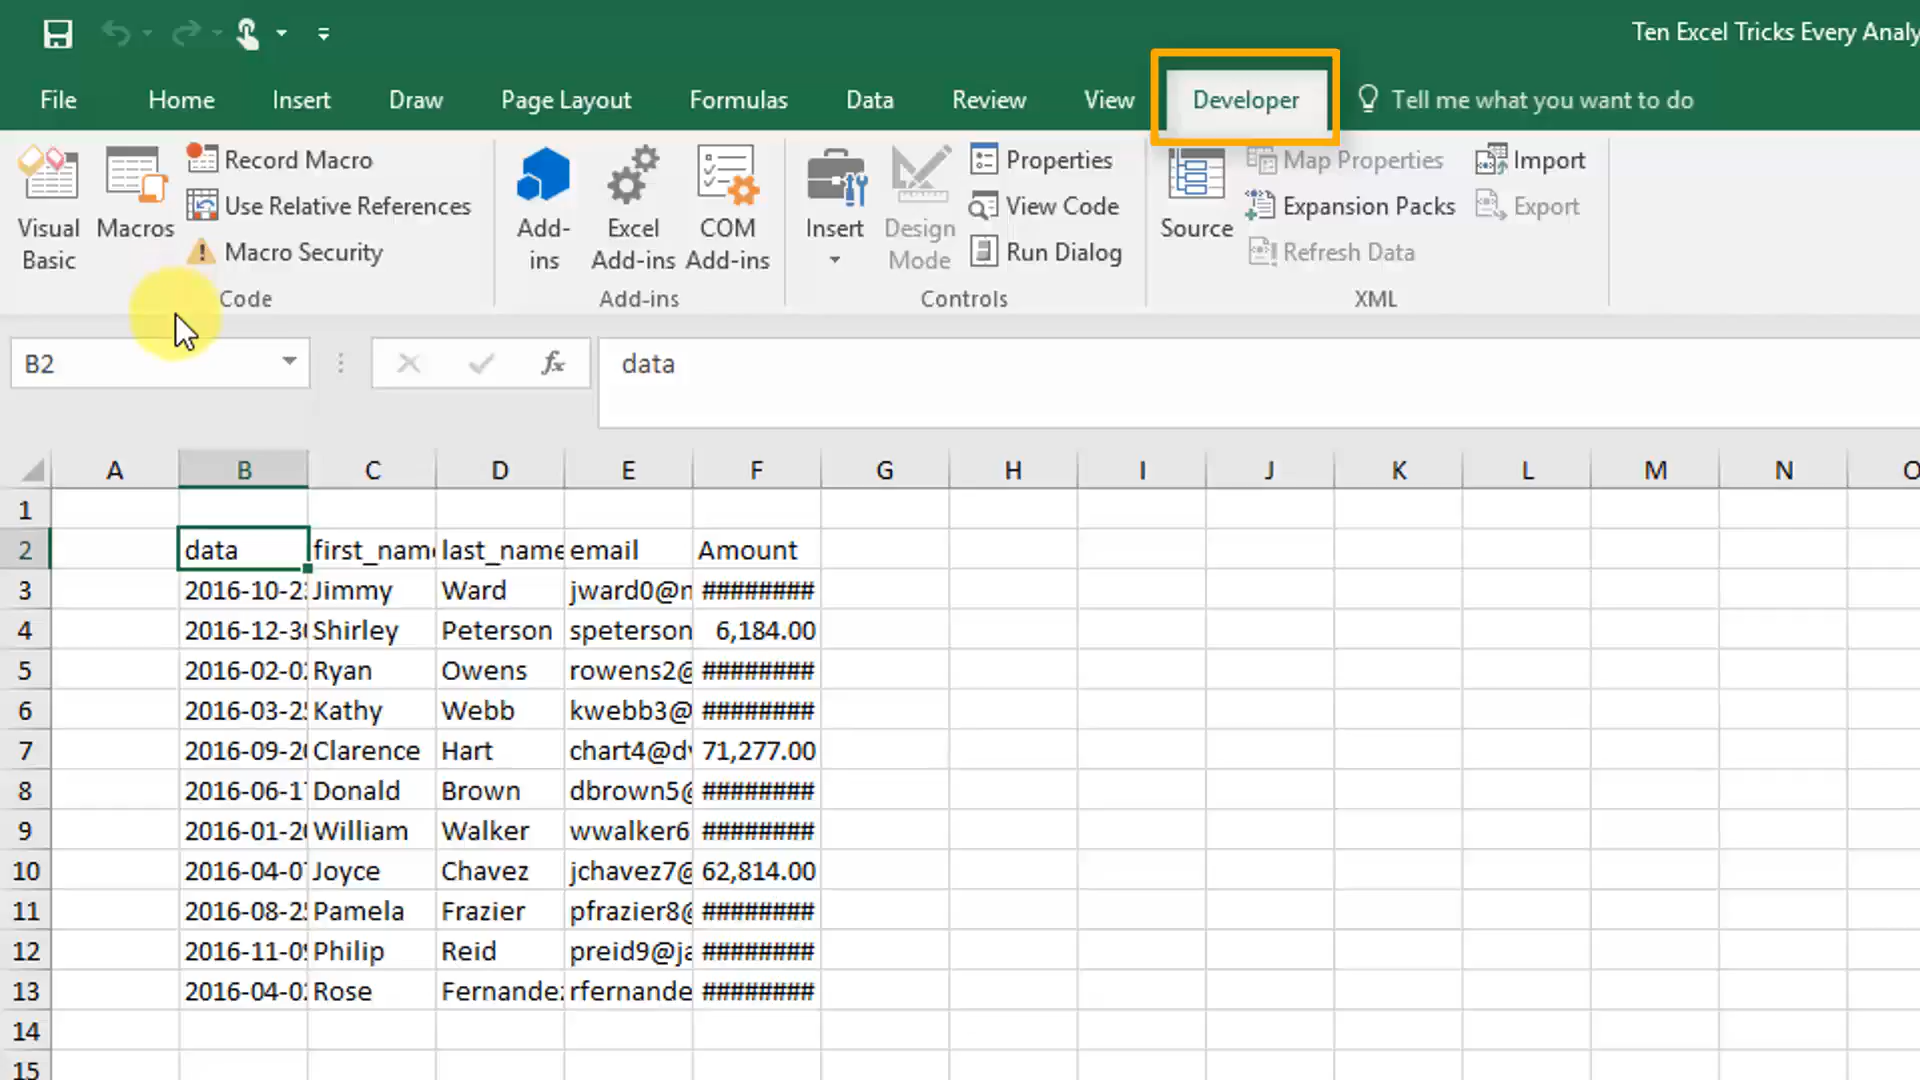 Ten Excel Tricks Every Analy
File Home Insert Draw Page Layout Formulas Data Review View Developer Tell me what you want to do
Visual Basic
Macros
Record Macro
Use Relative References
Macro Security
Code
Add-ins
Excel Add-ins
COM Add-ins
Add-ins
Insert
Design Mode
Properties
View Code
Run Dialog
Controls
Source
Map Properties
Expansion Packs
Refresh Data
Import
Export
XML
B2 fx data
A B C D E F G H I J K L M N O
1
2 data first_name last_name email Amount
3 2016-10-2 Jimmy Ward jward0@ ########
4 2016-12-3 Shirley Peterson speterson 6,184.00
5 2016-02-0 Ryan Owens rowens2@ ########
6 2016-03-2 Kathy Webb kwebb3@ ########
7 2016-09-2 Clarence Hart chart4@d 71,277.00
8 2016-06-1 Donald Brown dbrown5@ ########
9 2016-01-2 William Walker wwalker6 ########
10 2016-04-0 Joyce Chavez jchavez7@ 62,814.00
11 2016-08-2 Pamela Frazier pfrazier8@ ########
12 2016-11-0 Philip Reid preid9@ja ########
13 2016-04-0 Rose Fernande rfernande ########
14
15